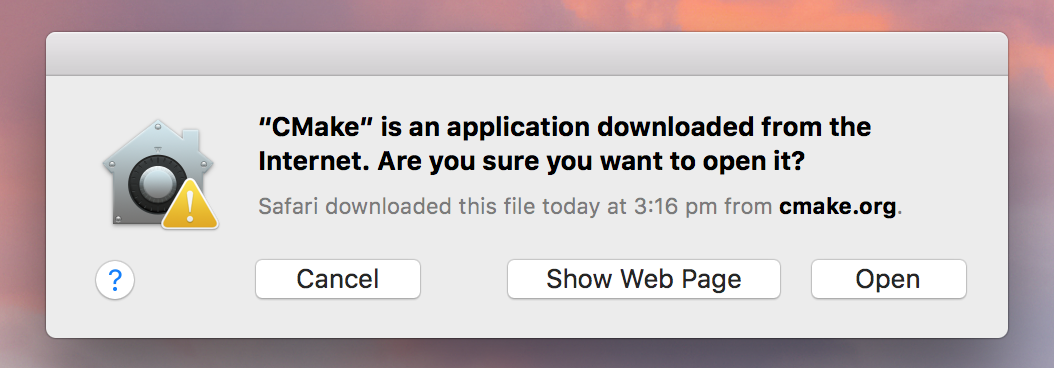 “CMake” is an application downloaded from the
Internet. Are you sure you want to open it?
Safari downloaded this file today at 3:16 pm from cmake.org.
?
Cancel
Show Web Page
Open